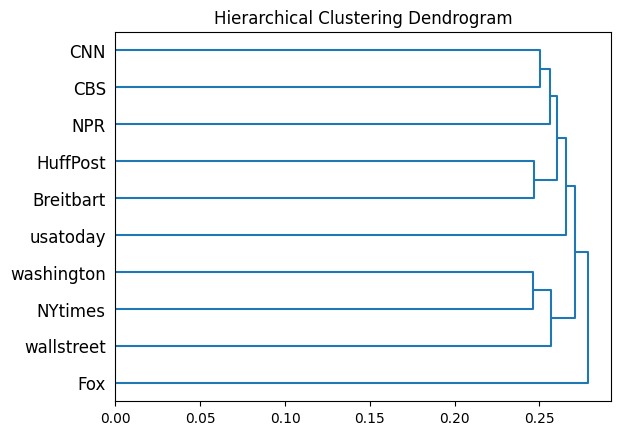 Hierarchical Clustering Dendrogram
CNN
CBS
NPR
HuffPost
Breitbart
usatoday
washington
NYtimes
wallstreet
Fox
0.00 0.05 0.10 0.15 0.20 0.25